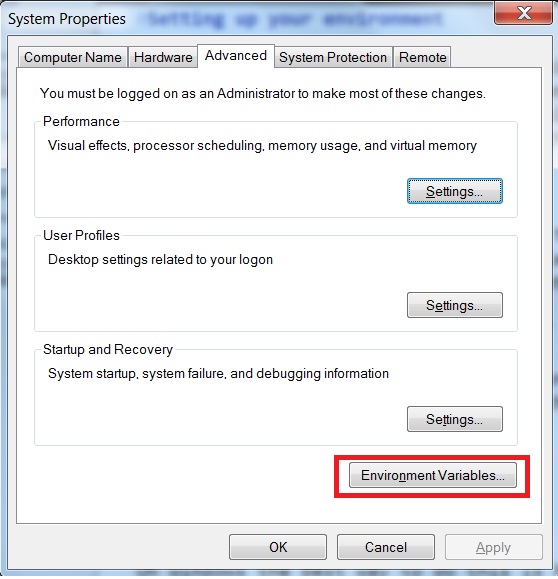 System Properties
Setting up your environment
Computer Name Hardware Advanced System Protection Remote
You must be logged on as an Administrator to make most of these changes.
Performance
Visual effects, processor scheduling, memory usage, and virtual memory
Settings...
User Profiles
Desktop settings related to your logon
Settings...
Startup and Recovery
System startup, system failure, and debugging information
Settings...
Environment Variables...
OK Cancel Apply